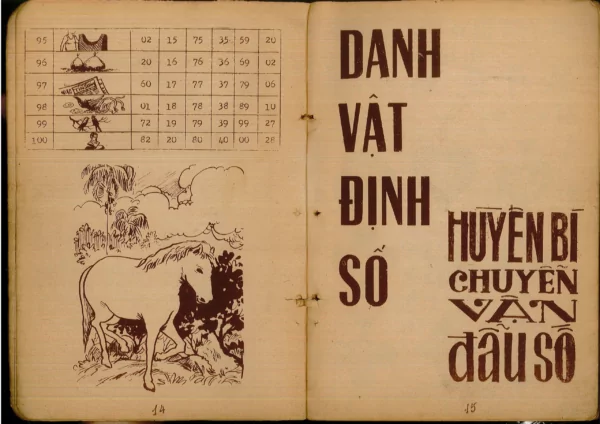 95 02 15 75 35 59 20
96 20 16 76 36 69 02
97 60 17 77 37 79 06
98 01 18 78 38 89 10
99 72 19 79 39 99 27
100 82 20 80 40 00 28
14
DANH
VẬT
ĐỊNH
SỐ
HUYỀN BÍ
CHUYỂN
VẬN
đầu số
15